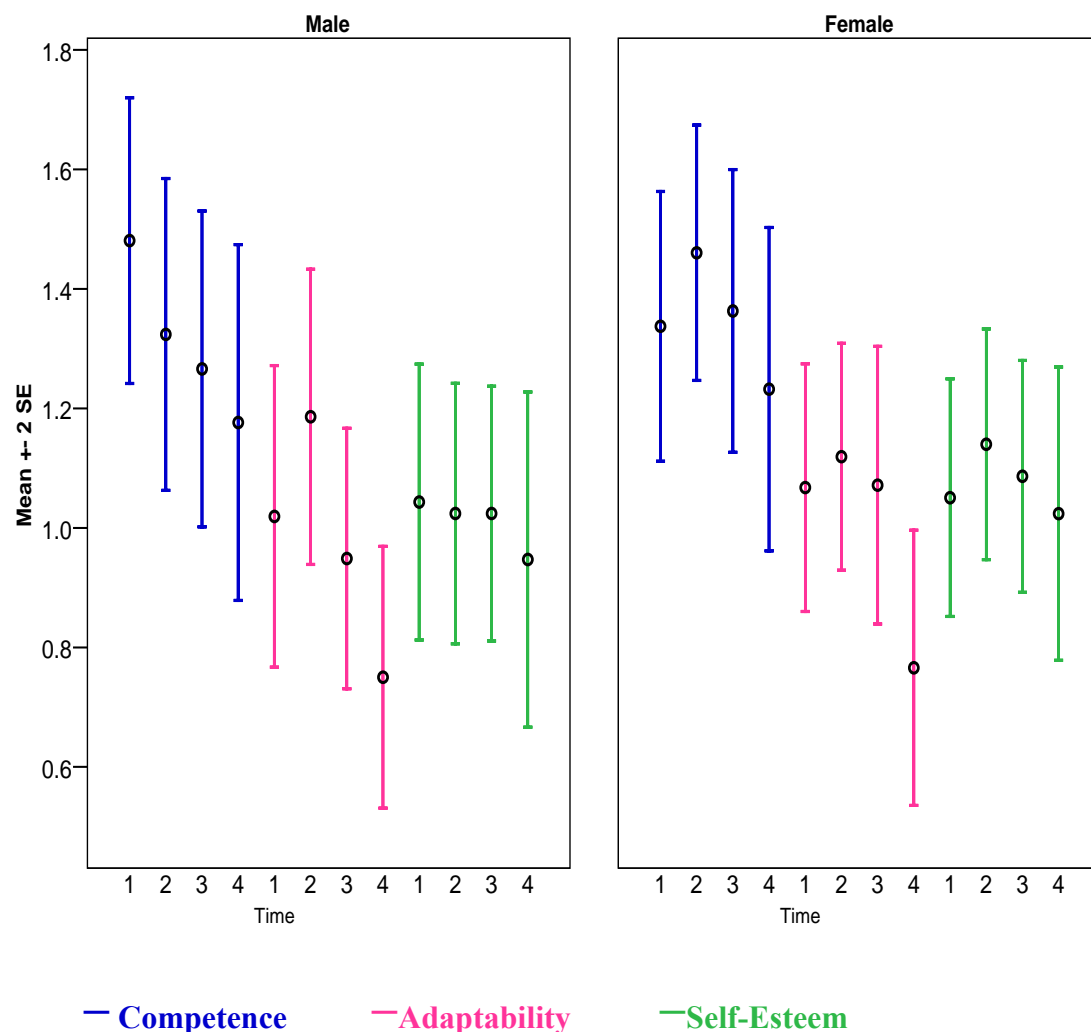 Male Female
1.8
1.6
1.4
1.2
1.0
0.8
0.6
Mean +- 2 SE
1 2 3 4 1 2 3 4 1 2 3 4 1 2 3 4 1 2 3 4 1 2 3 4
Time Time
Competence Adaptability Self-Esteem